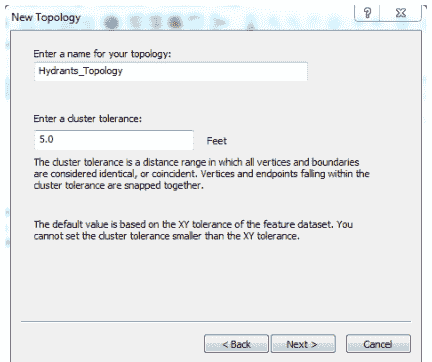 New Topology
Enter a name for your topology:
Hydrants_Topology
Enter a cluster tolerance:
5.0
Feet
The cluster tolerance is a distance range in which all vertices and boundaries
are considered identical, or coincident. Vertices and endpoints falling within the
cluster tolerance are snapped together.
The default value is based on the XY tolerance of the feature dataset. You
cannot set the cluster tolerance smaller than the XY tolerance.
< Back
Next >
Cancel